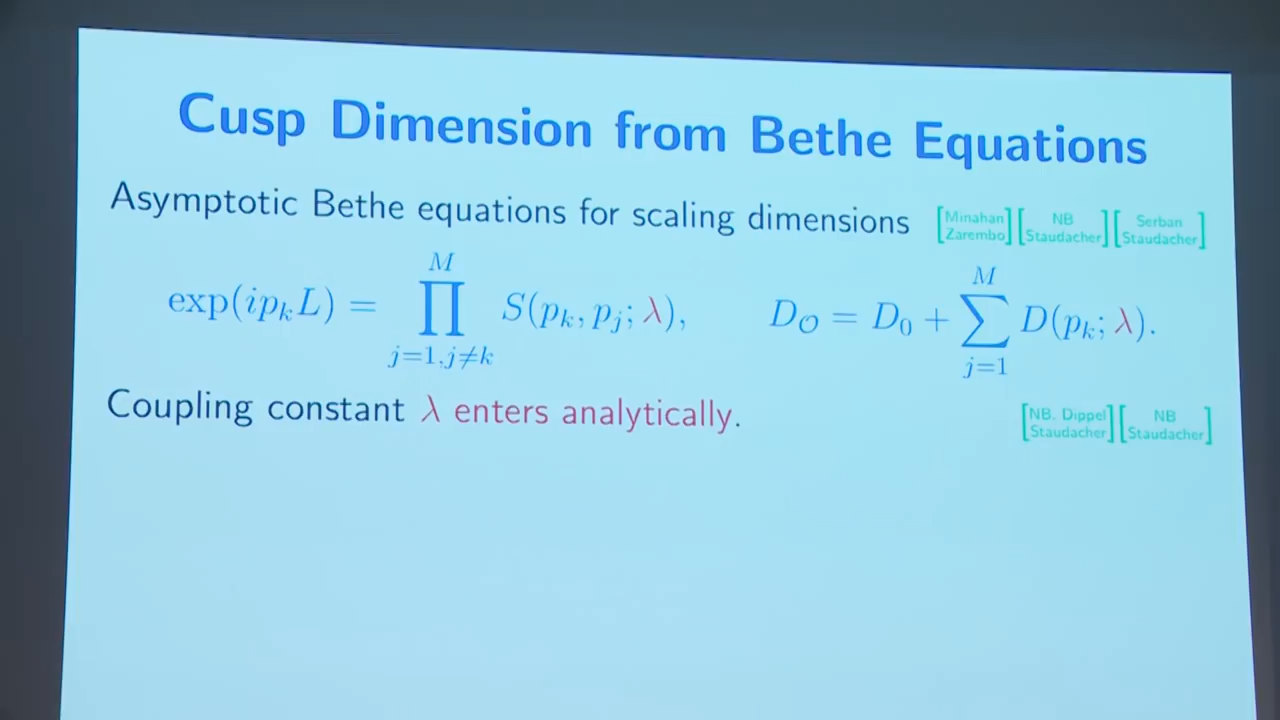 Cusp Dimension from Bethe Equations
Asymptotic Bethe equations for scaling dimensions [Minahan Zarembo] [NB Staudacher] [Serban Staudacher]
exp(ip_k L) = ∏_{j=1,j≠k}^{M} S(p_k, p_j; λ), D_𝒪 = D_0 + ∑_{j=1}^{M} D(p_k; λ).
Coupling constant λ enters analytically. [NB. Dippel Staudacher] [NB Staudacher]